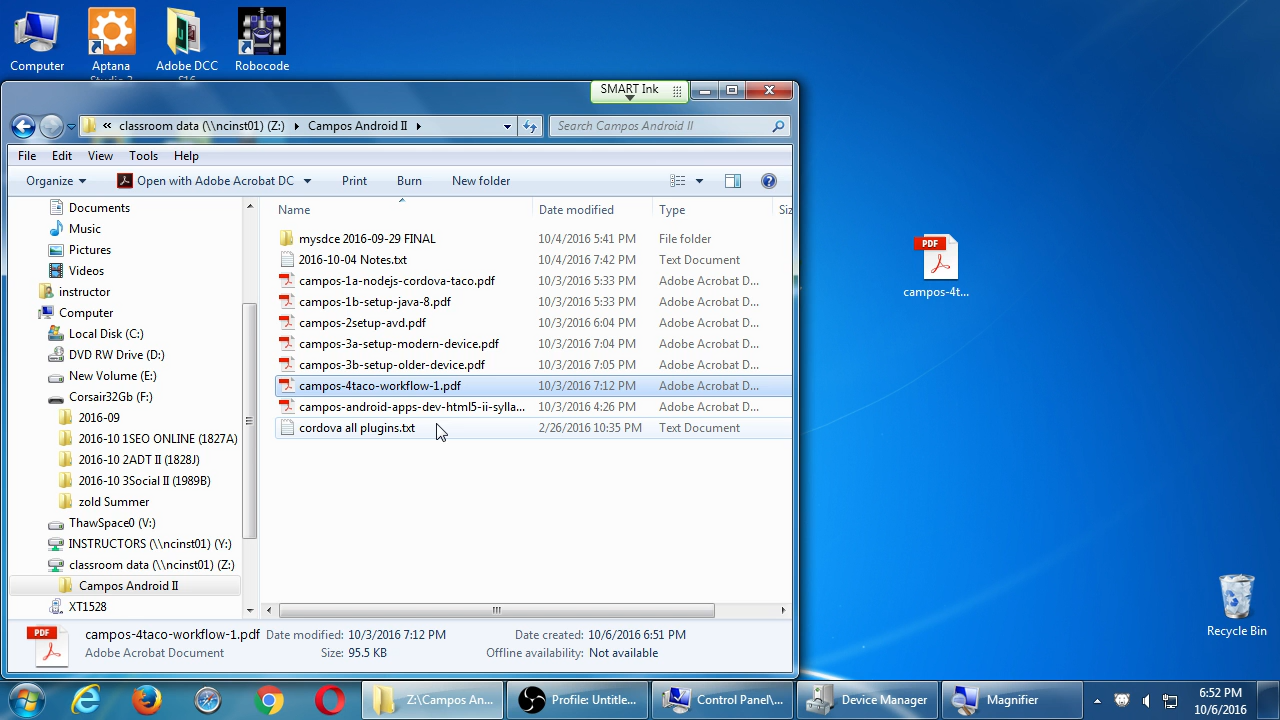 Computer
Aptana
Studio 3
Adobe DCC
S16
Robocode
SMART Ink
« classroom data (\\ncinst01) (Z:) Campos Android II
Search Campos Android II
File Edit View Tools Help
Organize Open with Adobe Acrobat DC Print Burn New folder
Name Date modified Type Siz
Documents
Music
Pictures
Videos
instructor
Computer
Local Disk (C:)
DVD RW Drive (D:)
New Volume (E:)
Corsair32Gb (F:)
2016-09
2016-10 1SEO ONLINE (1827A)
2016-10 2ADT II (1828J)
2016-10 3Social II (1989B)
zold Summer
ThawSpace0 (V:)
INSTRUCTORS (\\ncinst01) (Y:)
classroom data (\\ncinst01) (Z:)
Campos Android II
XT1528
mysdce 2016-09-29 FINAL 10/4/2016 5:41 PM File folder
2016-10-04 Notes.txt 10/4/2016 7:42 PM Text Document
campos-1a-nodejs-cordova-taco.pdf 10/3/2016 5:33 PM Adobe Acrobat D...
campos-1b-setup-java-8.pdf 10/3/2016 5:33 PM Adobe Acrobat D...
campos-2setup-avd.pdf 10/3/2016 6:04 PM Adobe Acrobat D...
campos-3a-setup-modern-device.pdf 10/3/2016 7:04 PM Adobe Acrobat D...
campos-3b-setup-older-device.pdf 10/3/2016 7:05 PM Adobe Acrobat D...
campos-4taco-workflow-1.pdf 10/3/2016 7:12 PM Adobe Acrobat D...
campos-android-apps-dev-html5-ii-sylla... 10/3/2016 4:26 PM Adobe Acrobat D...
cordova all plugins.txt 2/26/2016 10:35 PM Text Document
PDF
campos-4taco-workflow-1.pdf Date modified: 10/3/2016 7:12 PM Date created: 10/6/2016 6:51 PM
Adobe Acrobat Document Size: 95.5 KB Offline availability: Not available
PDF
campos-4t...
Recycle Bin
Z:\Campos An... Profile: Untitle... Control Panel\... Device Manager Magnifier
6:52 PM
10/6/2016